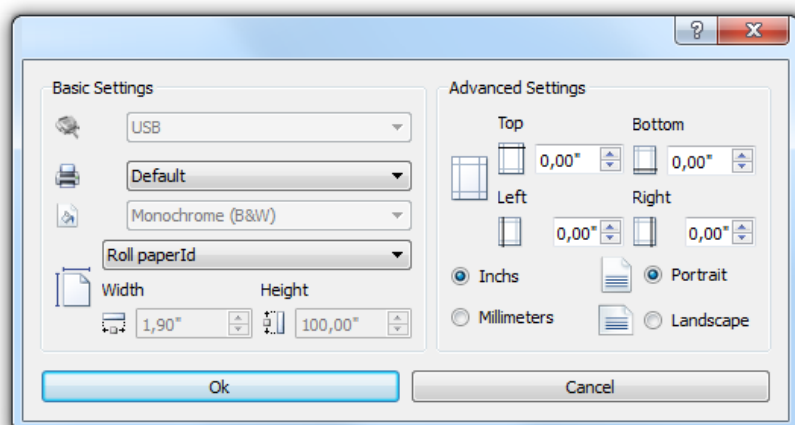 Basic Settings
USB
Default
Monochrome (B&W)
Roll paperId
Width Height
1,90" 100,00"
Advanced Settings
Top Bottom
0,00" 0,00"
Left Right
0,00" 0,00"
Inchs Portrait
Millimeters Landscape
Ok Cancel